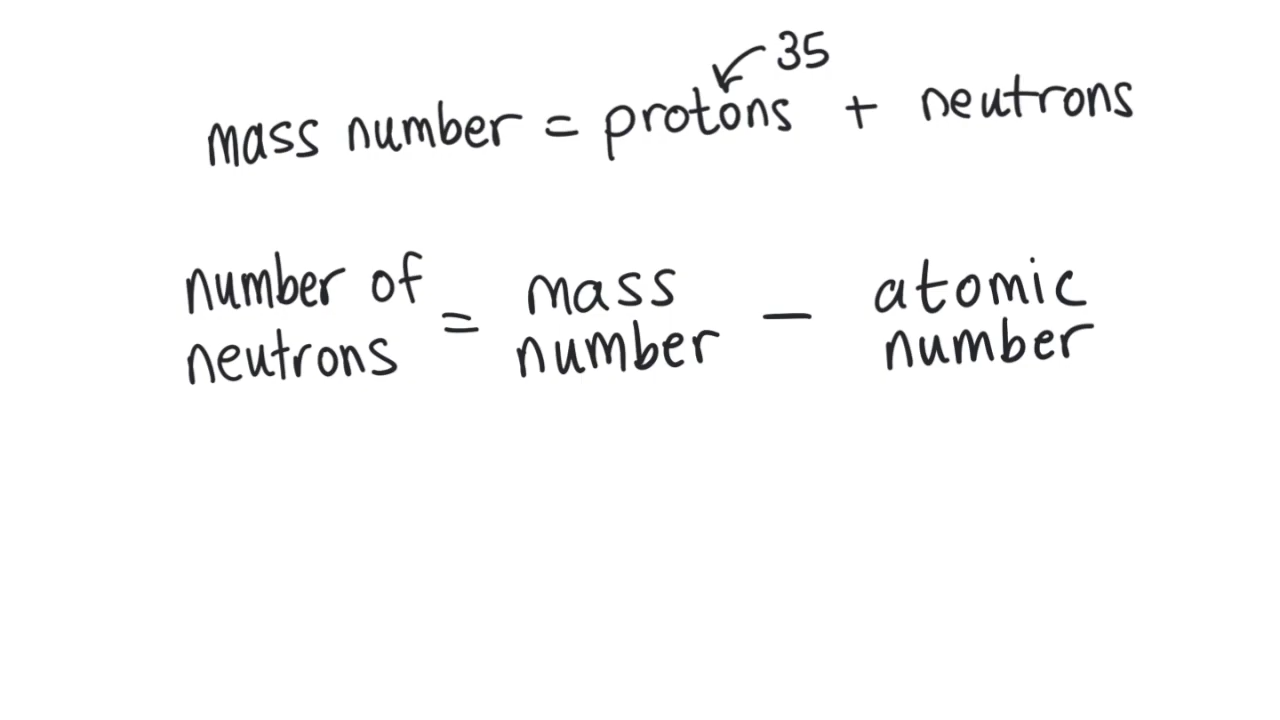 35
mass number = protons + neutrons
number of neutrons = mass number − atomic number